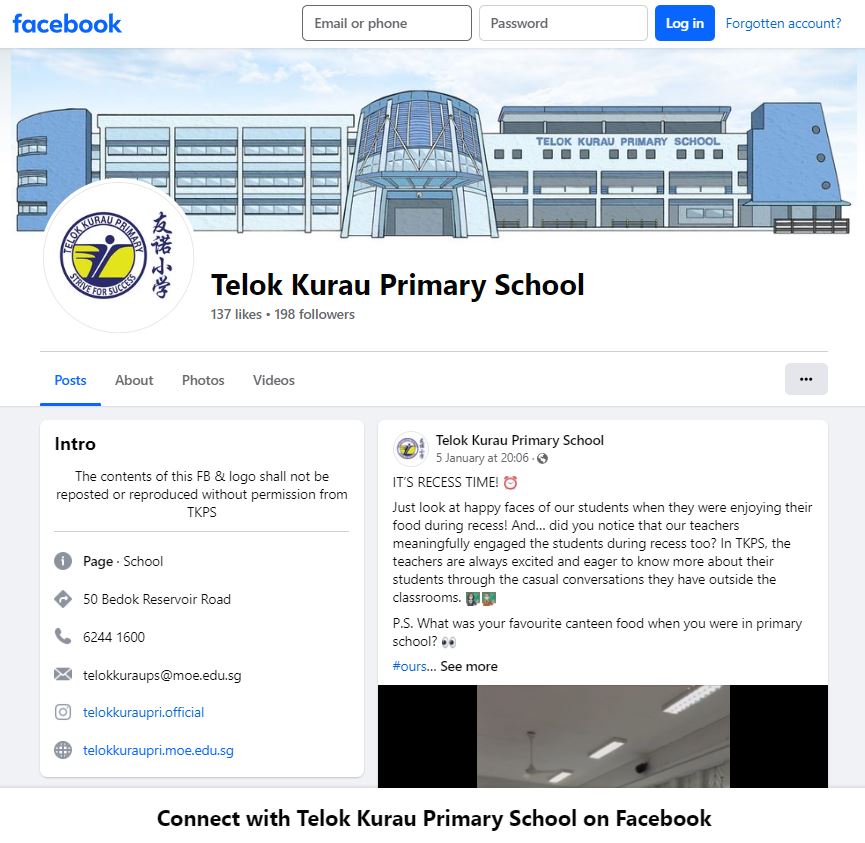 facebook
Email or phone
Password
Log in
Forgotten account?
TELOK KURAU PRIMARY SCHOOL
TELOK KURAU PRIMARY
STRIVE FOR SUCCESS
友诺小学
Telok Kurau Primary School
137 likes • 198 followers
Posts
About
Photos
Videos
Intro
The contents of this FB & logo shall not be
reposted or reproduced without permission from
TKPS
Page · School
50 Bedok Reservoir Road
6244 1600
telokkuraups@moe.edu.sg
telokkuraupri.official
telokkuraupri.moe.edu.sg
Telok Kurau Primary School
5 January at 20:06 ·
IT'S RECESS TIME! ⏰
Just look at happy faces of our students when they were enjoying their
food during recess! And... did you notice that our teachers
meaningfully engaged the students during recess too? In TKPS, the
teachers are always excited and eager to know more about their
students through the casual conversations they have outside the
classrooms.
P.S. What was your favourite canteen food when you were in primary
school? 👀
#ours... See more
Connect with Telok Kurau Primary School on Facebook